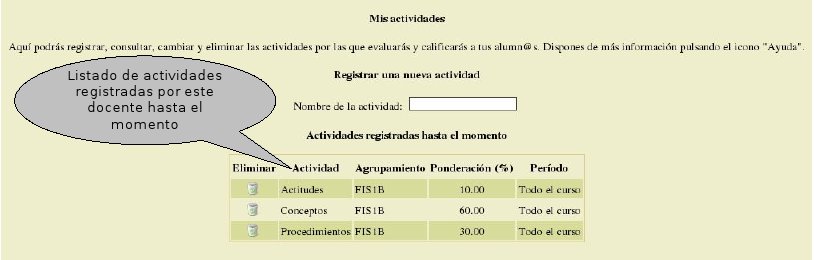 Mis actividades
Aquí podrás registrar, consultar, cambiar y eliminar las actividades por las que evaluarás y calificarás a tus alumn@s. Dispones de más información pulsando el icono "Ayuda".
Registrar una nueva actividad
Listado de actividades
registradas por este
docente hasta el
momento
Nombre de la actividad:
Actividades registradas hasta el momento
Eliminar Actividad Agrupamiento Ponderación (%) Período
Actitudes FIS1B 10.00 Todo el curso
Conceptos FIS1B 60.00 Todo el curso
Procedimientos FIS1B 30.00 Todo el curso